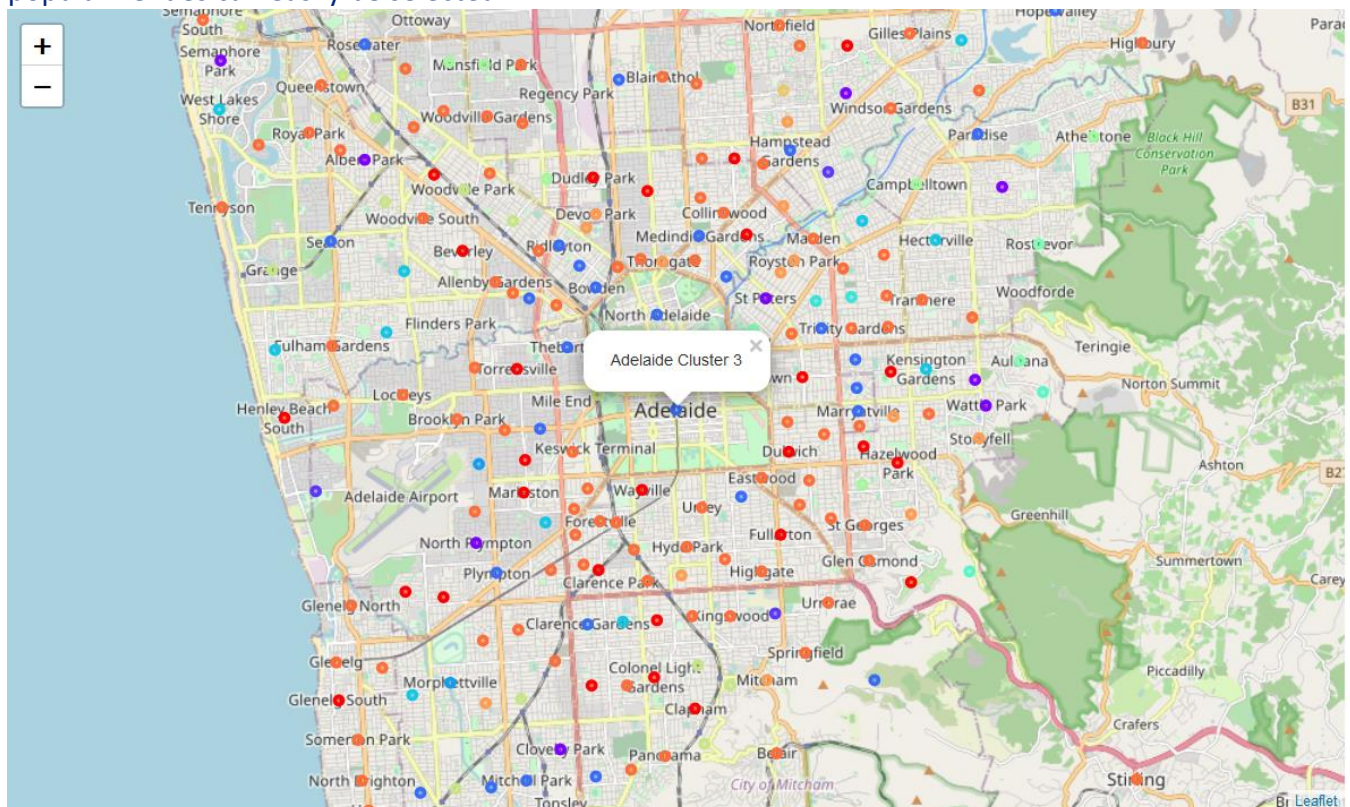 Semaphore
South
Semaphore
Park
Ottoway
Rosewater
Mansfield Park
Northfield
Gilles Plains
Hope Valley
Highbury
+
−
Queenstown
Regency Park
Blair Athol
West Lakes
Shore
Woodville Gardens
Windsor Gardens
B31
Royal Park
Albert Park
Hampstead
Gardens
Paradise
Athelstone
Black Hill
Conservation
Park
Woodville Park
Dudley Park
Campbelltown
Tennyson
Woodville South
Devon Park
Collinswood
Seaton
Beverley
Ridleyton
Medindie Gardens
Marden
Hectorville
Rostrevor
Grange
Allenby Gardens
Bowden
Thorngate
Royston Park
St Peters
Tranmere
Woodforde
Flinders Park
North Adelaide
Trinity Gardens
Fulham Gardens
Adelaide Cluster 3
×
Kensington
Gardens
Auldana
Teringie
Torrensville
Norton Summit
Lockleys
Mile End
Henley Beach
South
Brooklyn Park
Adelaide
Marryatville
Wattle Park
Keswick Terminal
Dulwich
Hazelwood
Park
Stonyfell
Ashton
Adelaide Airport
Marleston
Wayville
Eastwood
Unley
Greenhill
Forestville
St Georges
North Plympton
Hyde Park
Fullarton
Glen Osmond
Summertown
Plympton
Clarence Park
Highgate
Carey
Glenelg North
Clarence Gardens
Kingswood
Urrbrae
Glenelg
Colonel Light
Gardens
Springfield
Mitcham
Piccadilly
Morphettville
Glenelg South
Clapham
Crafers
Somerton Park
Clovelly Park
Panorama
Belair
North Brighton
Mitchell Park
City of Mitcham
Stirling
Tonsley
Leaflet